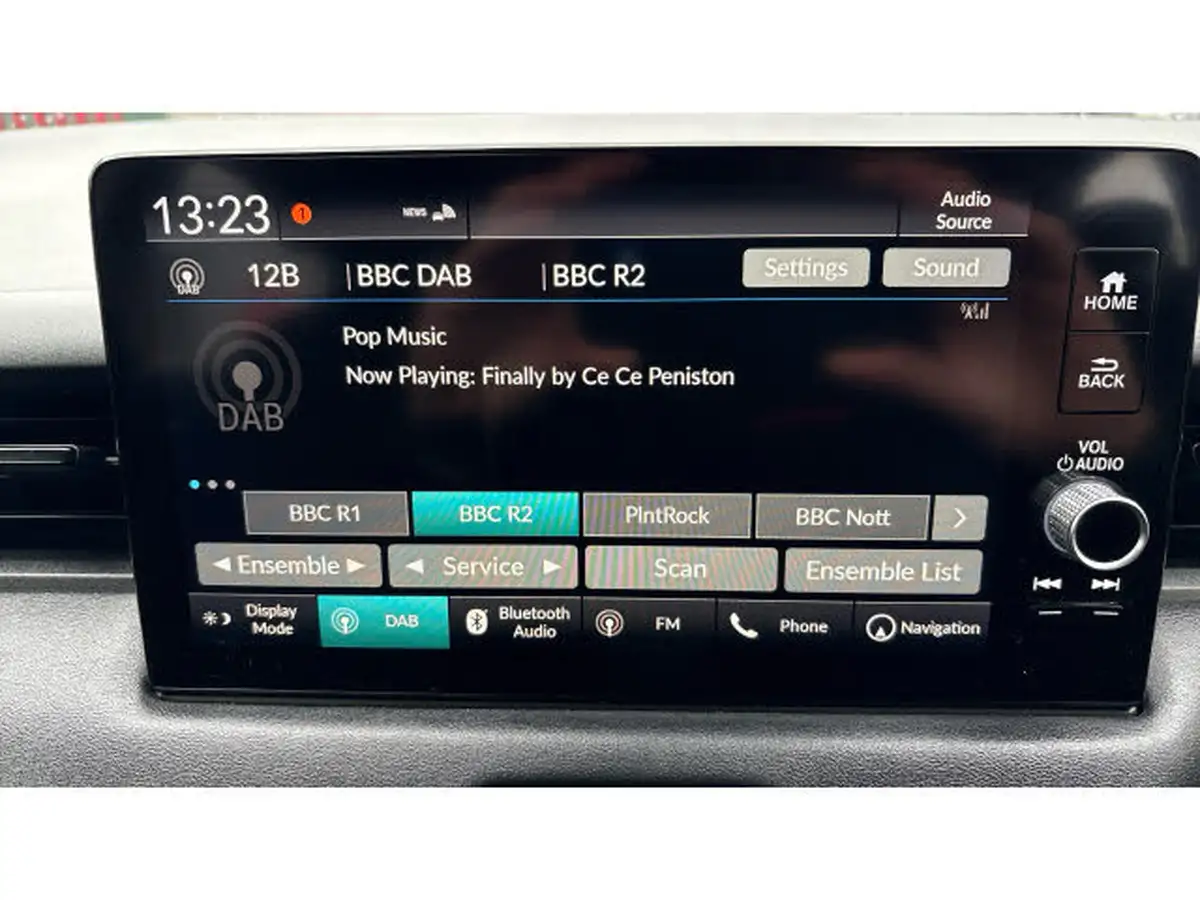 13:23 1 NEWS Audio
Source
DAB 12B |BBC DAB |BBC R2 Settings Sound
HOME
Pop Music
Now Playing: Finally by Ce Ce Peniston
DAB
BACK
VOL
AUDIO
BBC R1 BBC R2 PlntRock BBC Nott
Ensemble Service Scan Ensemble List
Display
Mode DAB Bluetooth
Audio FM Phone Navigation